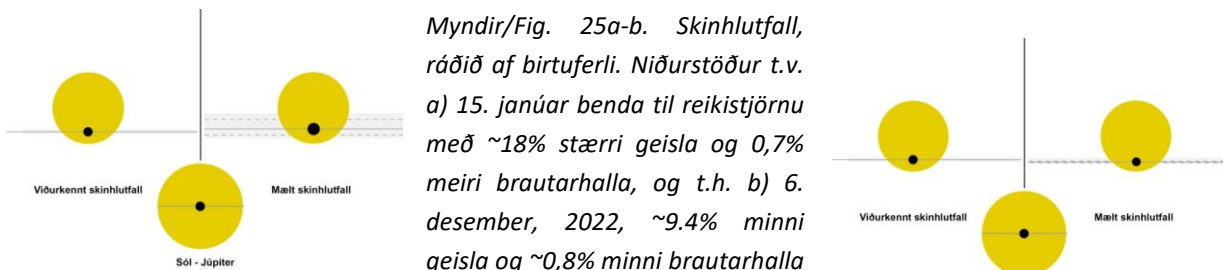 Viðurkennt skinhlutfall
Mælt skinhlutfall
Sól - Júpiter
Myndir/Fig. 25a-b. Skinhlutfall,
ráðið af birtuferli. Niðurstöður t.v.
a) 15. janúar benda til reikistjörnu
með ~18% stærri geisla og 0,7%
meiri brautarhalla, og t.h. b) 6.
desember, 2022, ~9.4% minni
geisla og ~0,8% minni brautarhalla
Viðurkennt skinhlutfall
Mælt skinhlutfall